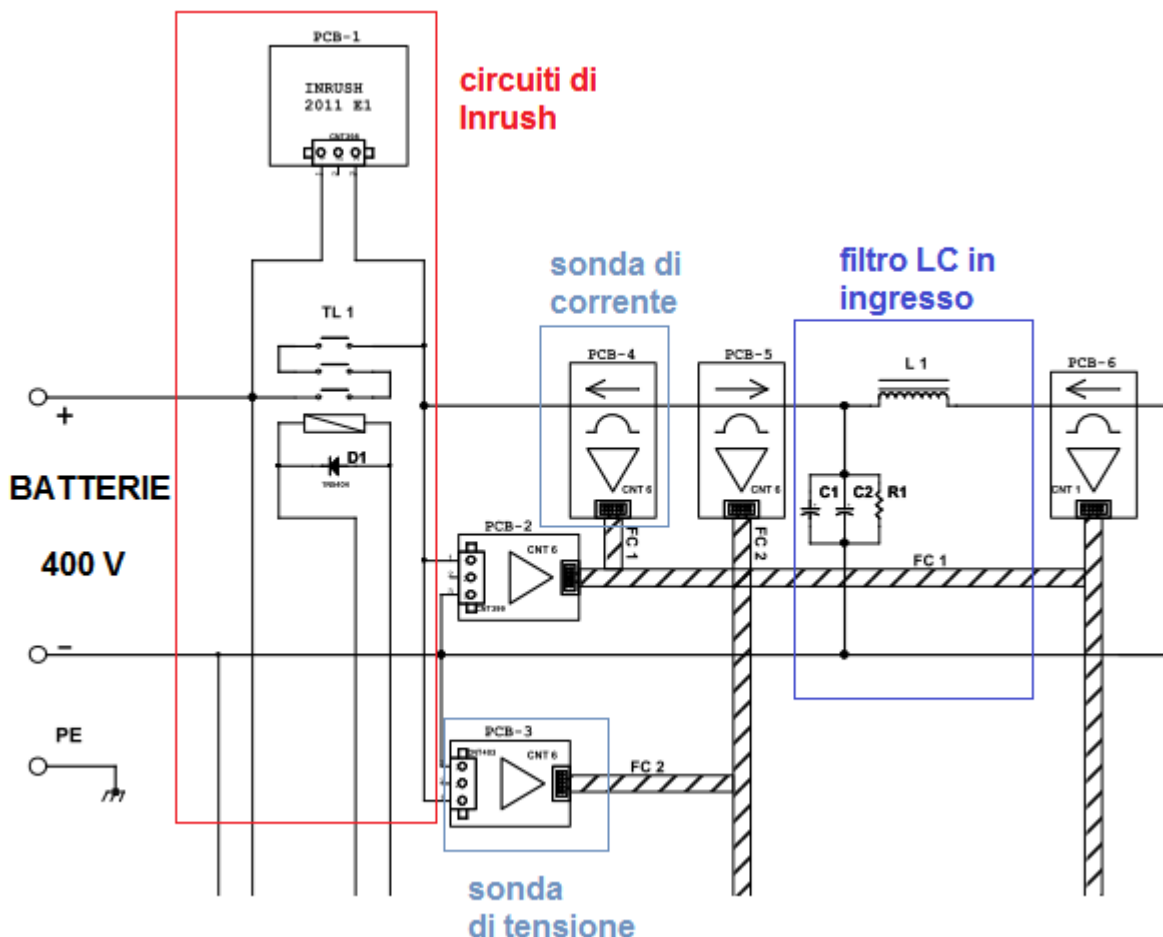 PCB-1
INRUSH
2011 E1
circuiti di
Inrush
TL 1
+
BATTERIE
400 V
D1
-
PE
sonda di
corrente
filtro LC in
ingresso
PCB-4
PCB-5
L 1
PCB-6
CNT 6
CNT 6
C1
C2
R1
CNT 1
FC 1
FC 2
PCB-2
CNT 6
FC 1
PCB-3
CNT 6
FC 2
sonda
di tensione